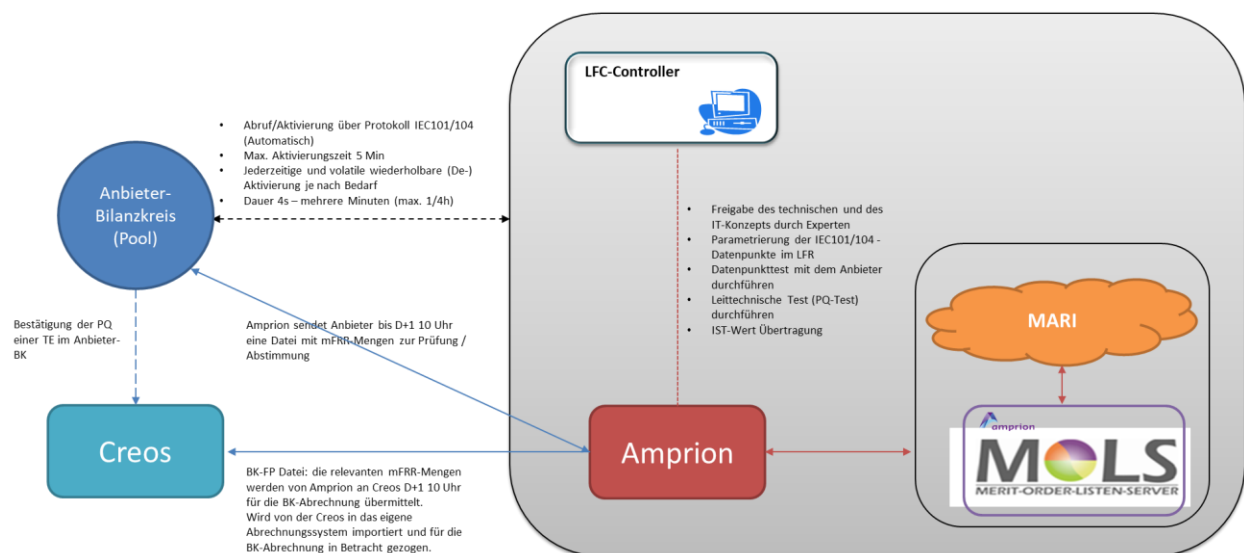 LFC-Controller
• Abruf/Aktivierung über Protokoll IEC101/104
(Automatisch)
• Max. Aktivierungszeit 5 Min
• Jederzeitige und volatile wiederholbare (De-)
Aktivierung je nach Bedarf
• Dauer 4s – mehrere Minuten (max. 1/4h)
Anbieter-
Bilanzkreis
(Pool)
• Freigabe des technischen und des
IT-Konzepts durch Experten
• Parametrierung der IEC101/104 -
Datenpunkte im LFR
• Datenpunkttest mit dem Anbieter
durchführen
• Leittechnische Test (PQ-Test)
durchführen
• IST-Wert Übertragung
Bestätigung der PQ
einer TE im Anbieter-
BK
Amprion sendet Anbieter bis D+1 10 Uhr
eine Datei mit mFRR-Mengen zur Prüfung /
Abstimmung
MARI
Creos
Amprion
amprion
MOLS
MERIT-ORDER-LISTEN-SERVER
BK-FP Datei: die relevanten mFRR-Mengen
werden von Amprion an Creos D+1 10 Uhr
für die BK-Abrechnung übermittelt.
Wird von der Creos in das eigene
Abrechnungssystem importiert und für die
BK-Abrechnung in Betracht gezogen.